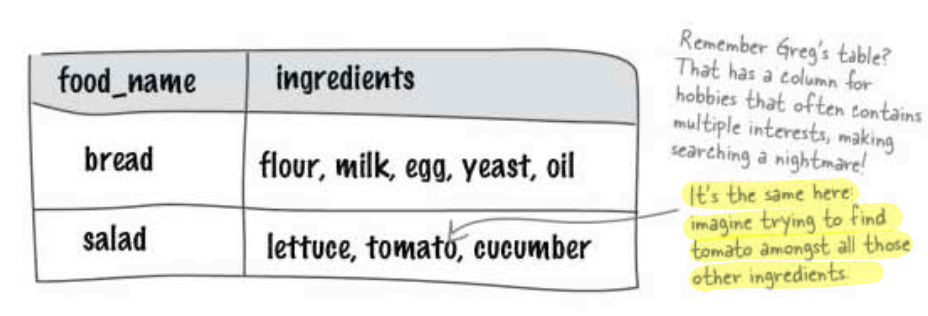 food_name ingredients
bread flour, milk, egg, yeast, oil
salad lettuce, tomato, cucumber
Remember Greg's table?
That has a column for
hobbies that often contains
multiple interests, making
searching a nightmare!
It's the same here:
imagine trying to find
tomato amongst all those
other ingredients.